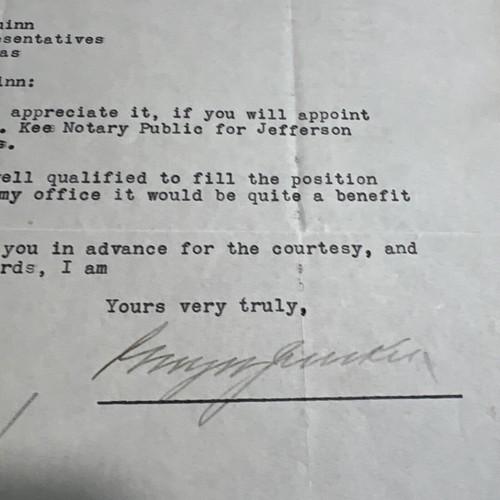 uinn
esentatives
as
inn:
appreciate it, if you will appoint
. Kee Notary Public for Jefferson
s.
ell qualified to fill the position
my office it would be quite a benefit
you in advance for the courtesy, and
rds, I am
Yours very truly,